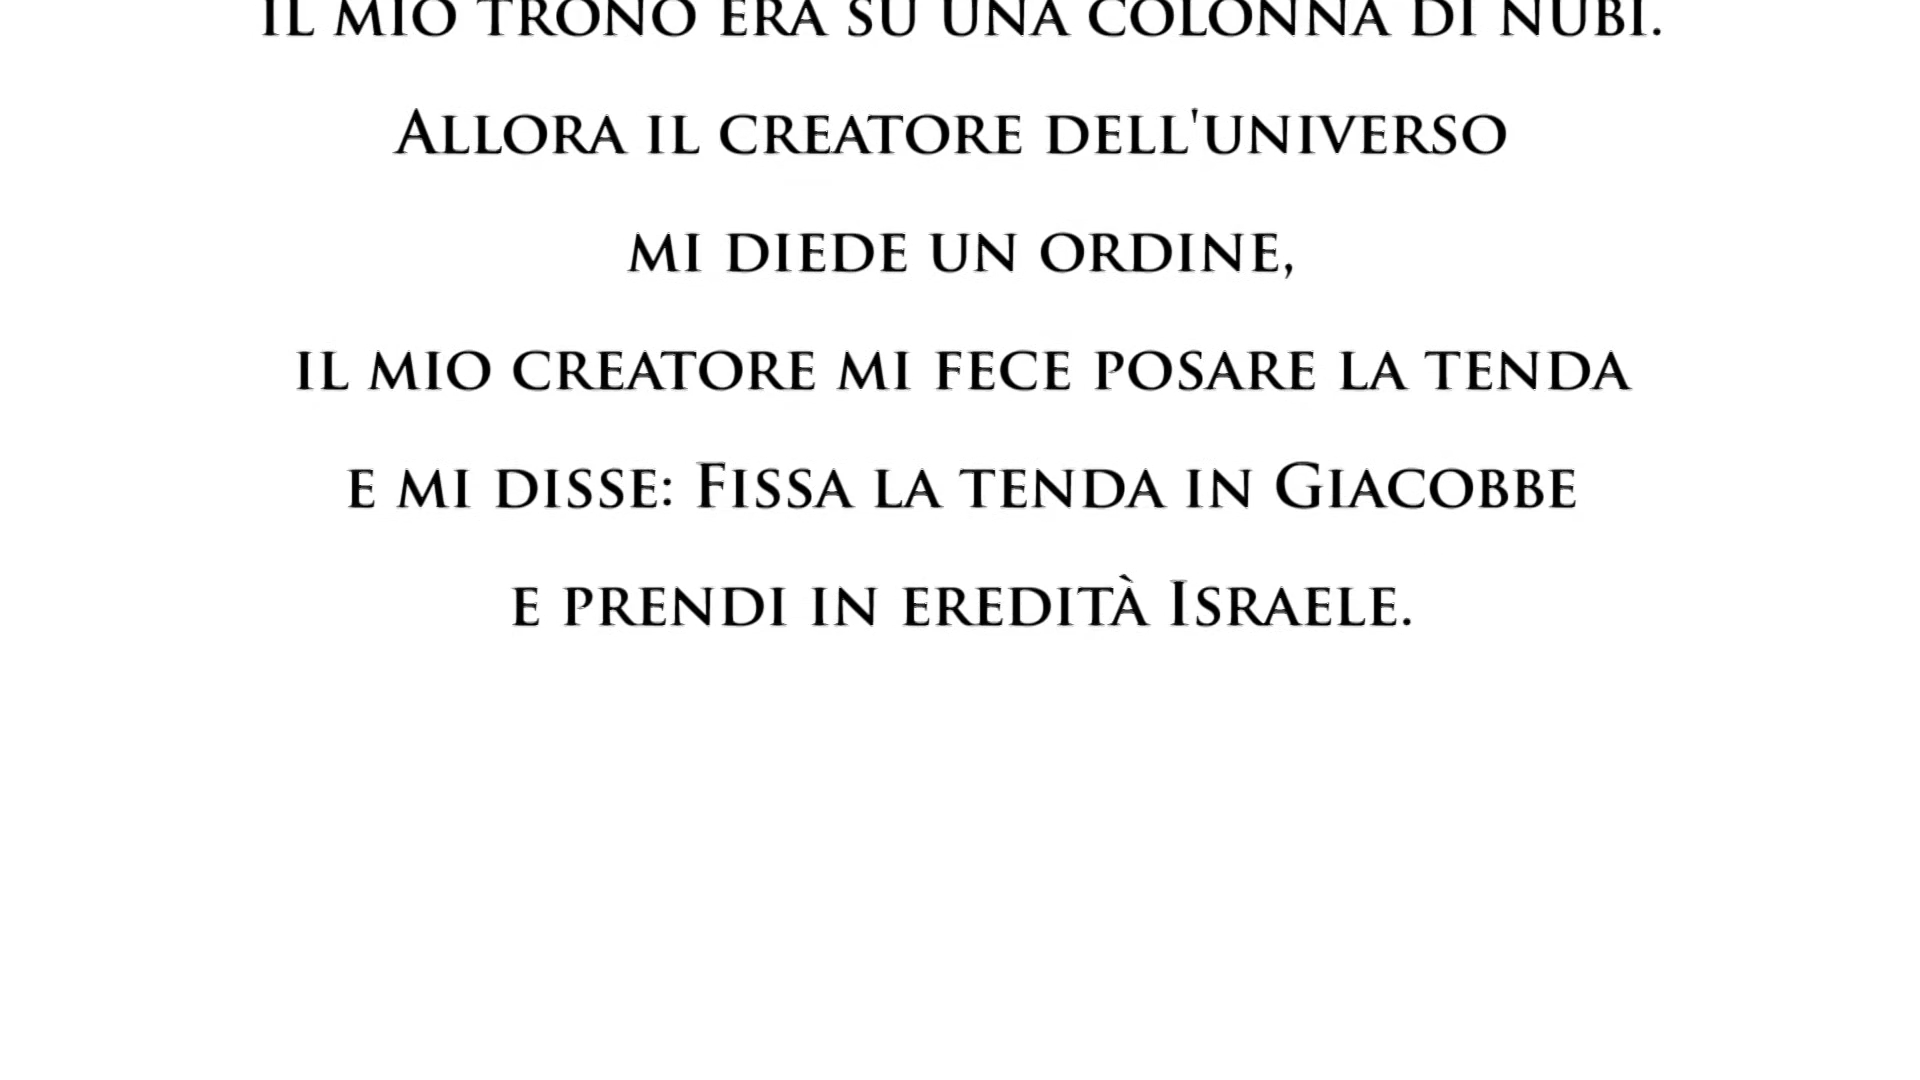 il mio trono era su una colonna di nubi.
Allora il creatore dell'universo
mi diede un ordine,
il mio creatore mi fece posare la tenda
e mi disse: Fissa la tenda in Giacobbe
e prendi in eredità Israele.